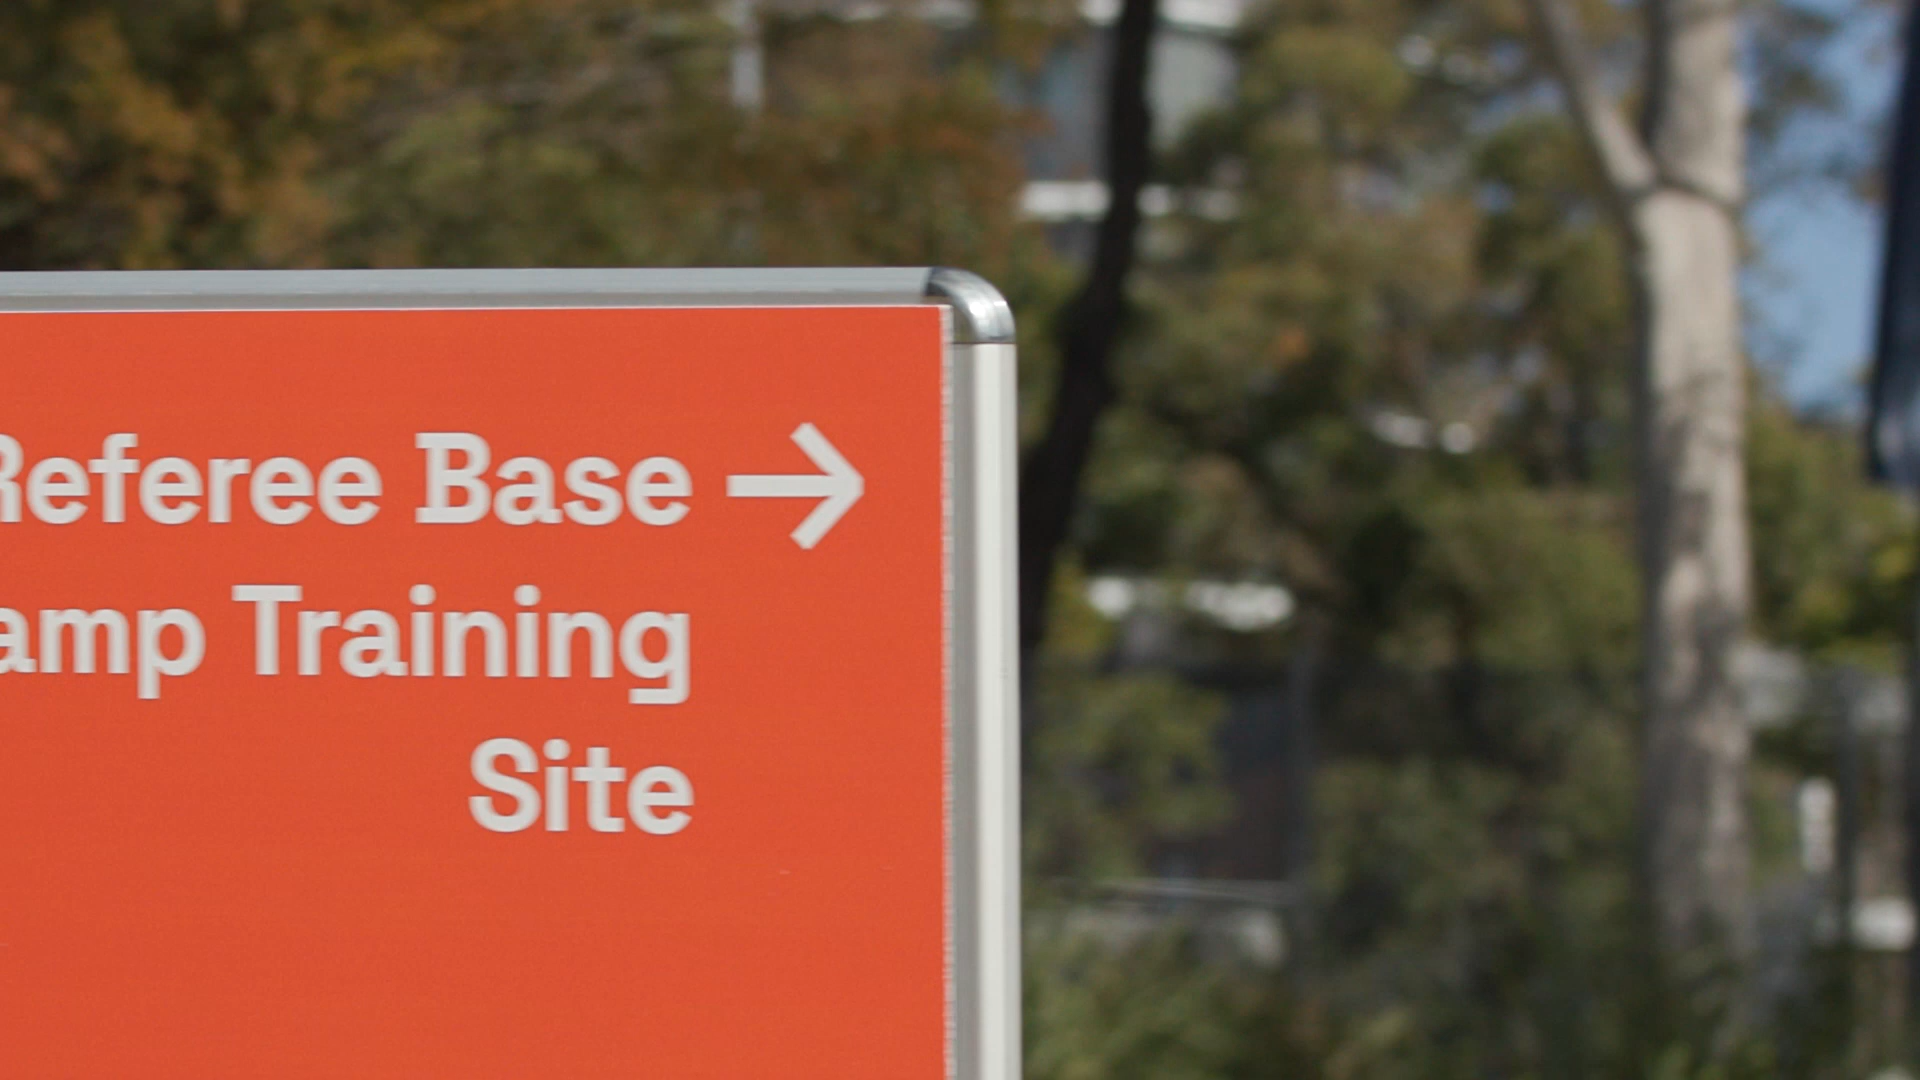 Referee Base →
amp Training
Site